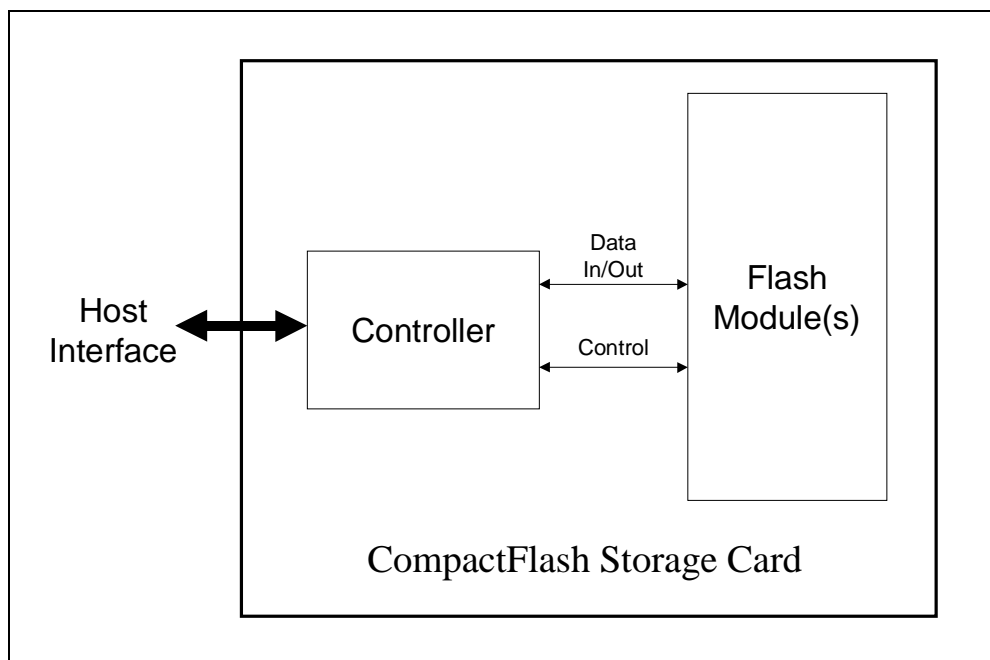 Host
Interface
Controller
Data
In/Out
Control
Flash
Module(s)
CompactFlash Storage Card